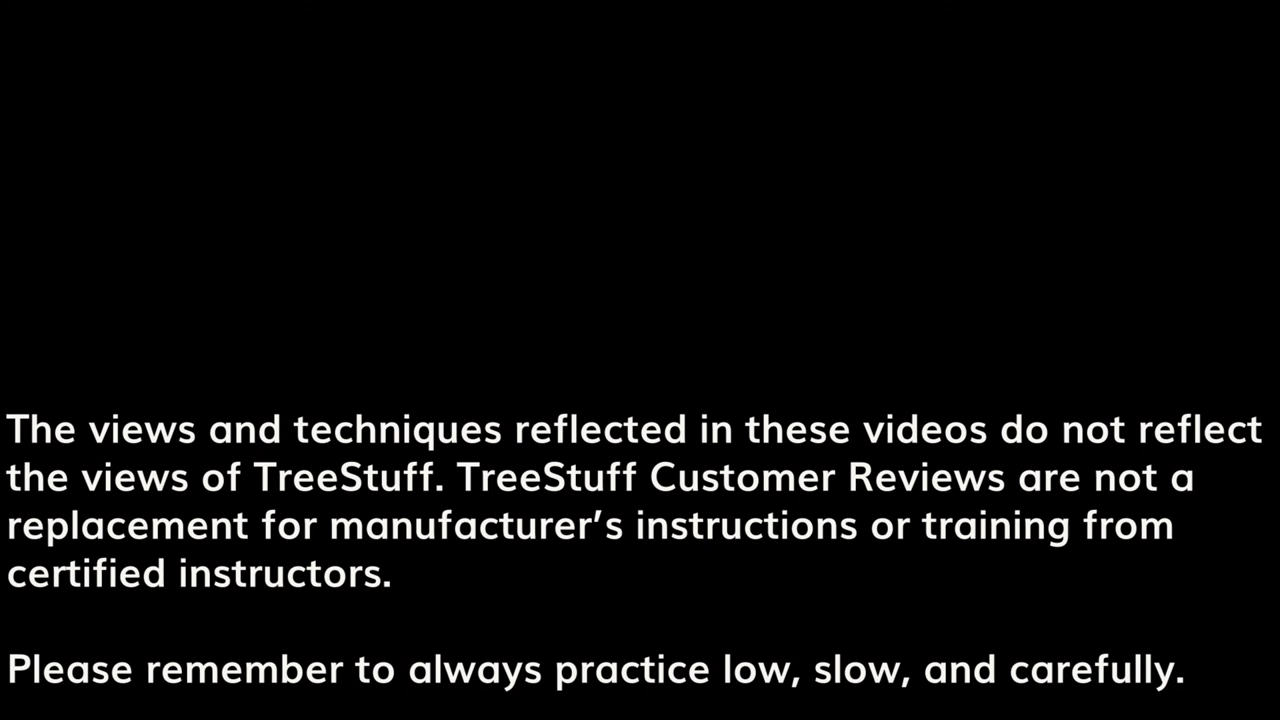 The views and techniques reflected in these videos do not reflect
the views of TreeStuff. TreeStuff Customer Reviews are not a
replacement for manufacturer’s instructions or training from
certified instructors.
Please remember to always practice low, slow, and carefully.